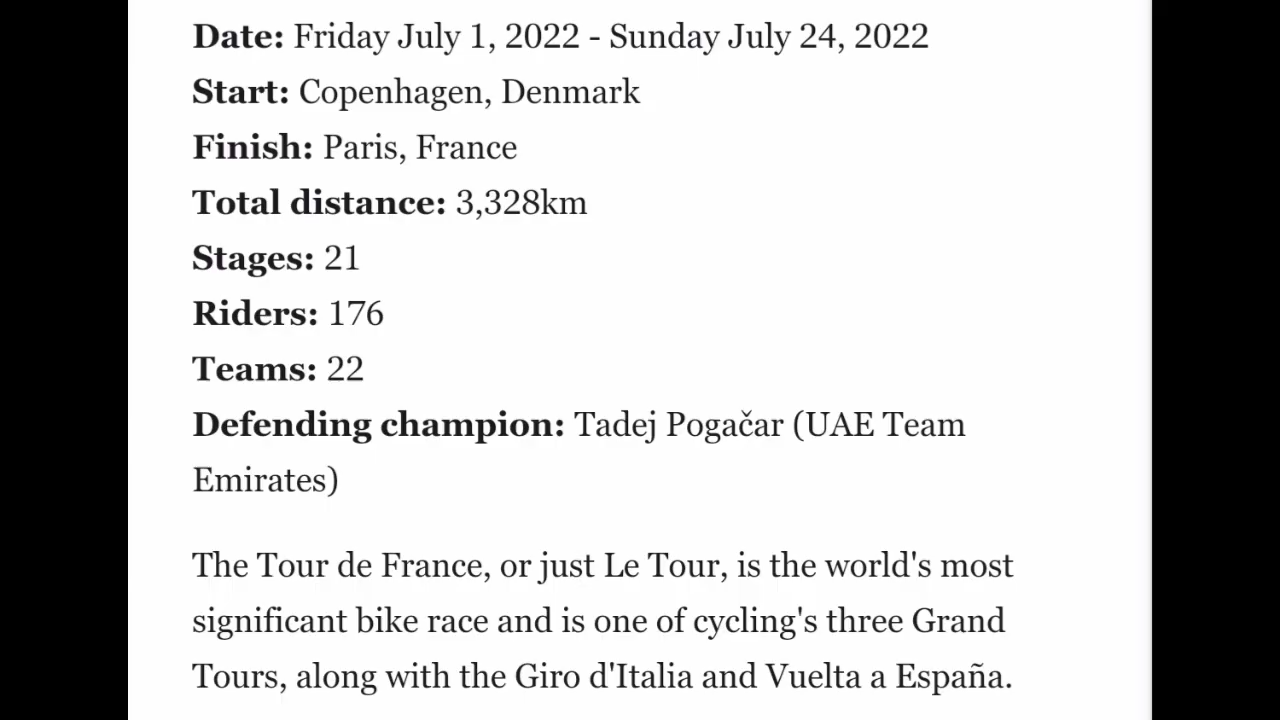 Date: Friday July 1, 2022 - Sunday July 24, 2022
Start: Copenhagen, Denmark
Finish: Paris, France
Total distance: 3,328km
Stages: 21
Riders: 176
Teams: 22
Defending champion: Tadej Pogačar (UAE Team
Emirates)
The Tour de France, or just Le Tour, is the world's most
significant bike race and is one of cycling's three Grand
Tours, along with the Giro d'Italia and Vuelta a España.